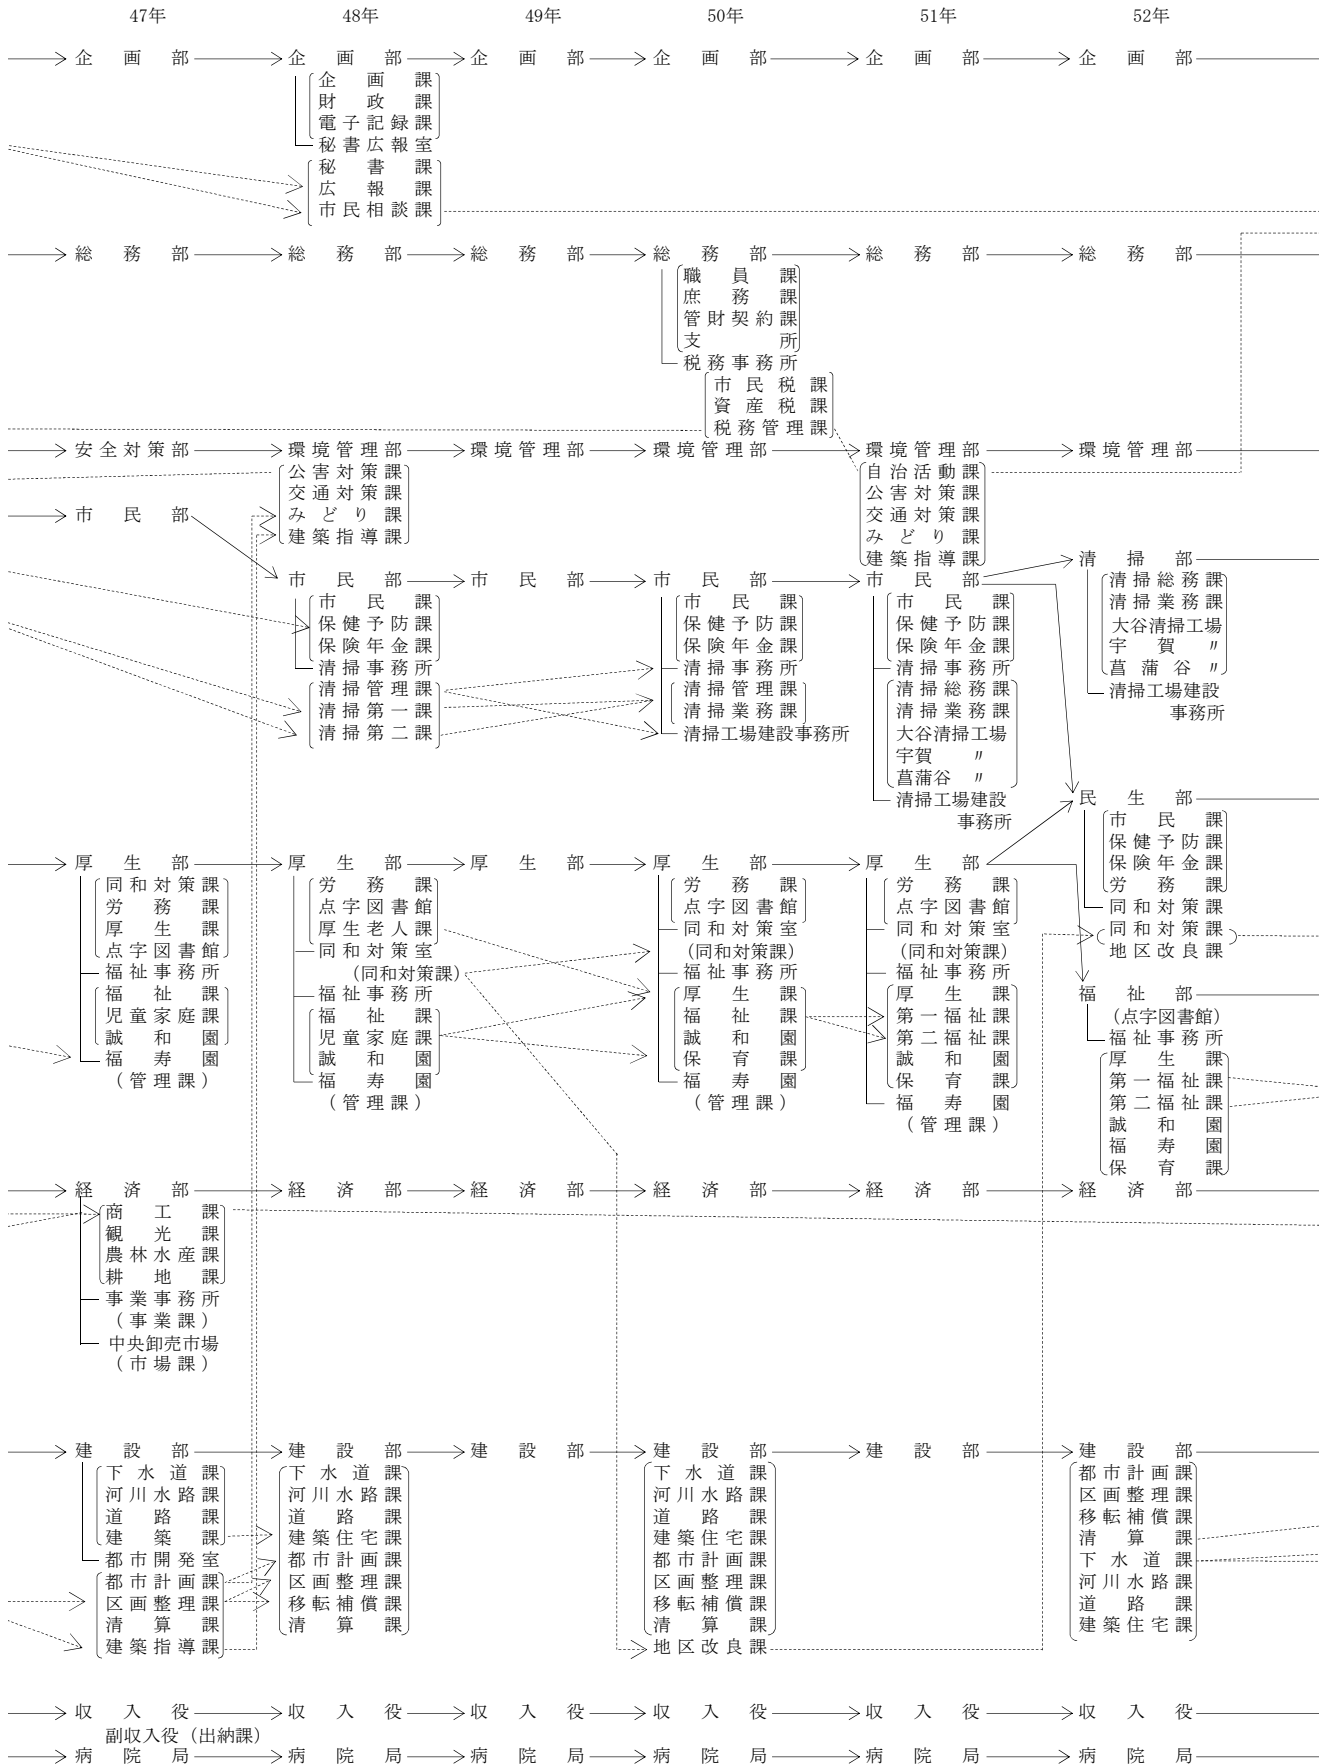 47年 48年 49年 50年 51年 52年
企画部 企画部 企画部 企画部 企画部 企画部
企画課
財政課
電子記録課
秘書広報室
秘書課
広報課
市民相談課
総務部 総務部 総務部 総務部 総務部 総務部
職員課
庶務課
管財契約課
支所
税務事務所
市民税課
資産税課
税務管理課
安全対策部 環境管理部 環境管理部 環境管理部 環境管理部 環境管理部
公害対策課 自治活動課
交通対策課 公害対策課
市民部 みどり課 交通対策課
建築指導課 みどり課
建築指導課 清掃部
市民部 市民部 市民部 市民部 清掃総務課
市民課 市民課 市民課 清掃業務課
保健予防課 保健予防課 保健予防課 大谷清掃工場
保険年金課 保険年金課 保険年金課 宇賀〃
清掃事務所 清掃事務所 清掃事務所 菖蒲谷〃
清掃管理課 清掃管理課 清掃総務課 清掃工場建設
清掃第一課 清掃業務課 清掃業務課 事務所
清掃第二課 清掃工場建設事務所 大谷清掃工場
宇賀〃
菖蒲谷〃
清掃工場建設 民生部
事務所 市民課
保健予防課
厚生部 厚生部 厚生部 厚生部 厚生部 保険年金課
同和対策課 労務課 労務課 労務課 労務課
労務課 点字図書館 点字図書館 点字図書館 同和対策課
厚生課 厚生老人課 同和対策室 同和対策室 同和対策課
点字図書館 同和対策室 (同和対策課) (同和対策課) 地区改良課
福祉事務所 (同和対策課) 福祉事務所 福祉事務所
福祉課 福祉事務所 厚生課 厚生課 福祉部
児童家庭課 福祉課 福祉課 第一福祉課 (点字図書館)
誠和園 児童家庭課 誠和園 第二福祉課 福祉事務所
福寿園 誠和園 保育課 誠和園 厚生課
(管理課) 福寿園 福寿園 保育課 第一福祉課
(管理課) (管理課) 福寿園 第二福祉課
(管理課) 誠和園
福寿園
保育課
経済部 経済部 経済部 経済部 経済部 経済部
商工課
観光課
農林水産課
耕地課
事業事務所
(事業課)
中央卸売市場
(市場課)
建設部 建設部 建設部 建設部 建設部 建設部
下水道課 下水道課 下水道課 都市計画課
河川水路課 河川水路課 河川水路課 区画整理課
道路課 道路課 道路課 移転補償課
建築課 建築住宅課 建築住宅課 清算課
都市開発室 都市計画課 都市計画課 下水道課
都市計画課 区画整理課 区画整理課 河川水路課
区画整理課 移転補償課 移転補償課 道路課
清算課 清算課 清算課 建築住宅課
建築指導課 地区改良課
収入役 収入役 収入役 収入役 収入役 収入役
副収入役(出納課)
病院局 病院局 病院局 病院局 病院局 病院局